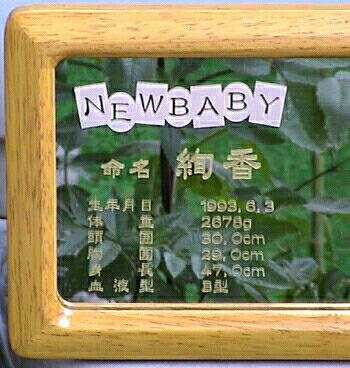 NEWBABY
命名 絢香
生年月日 1993,6,3
体重 2678g
頭囲 30,0cm
胸囲 29,0cm
身長 47,0cm
血液型 B型